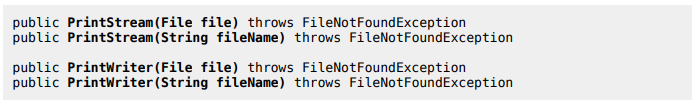 public PrintStream(File file) throws FileNotFoundException
public PrintStream(String fileName) throws FileNotFoundException
public PrintWriter(File file) throws FileNotFoundException
public PrintWriter(String fileName) throws FileNotFoundException